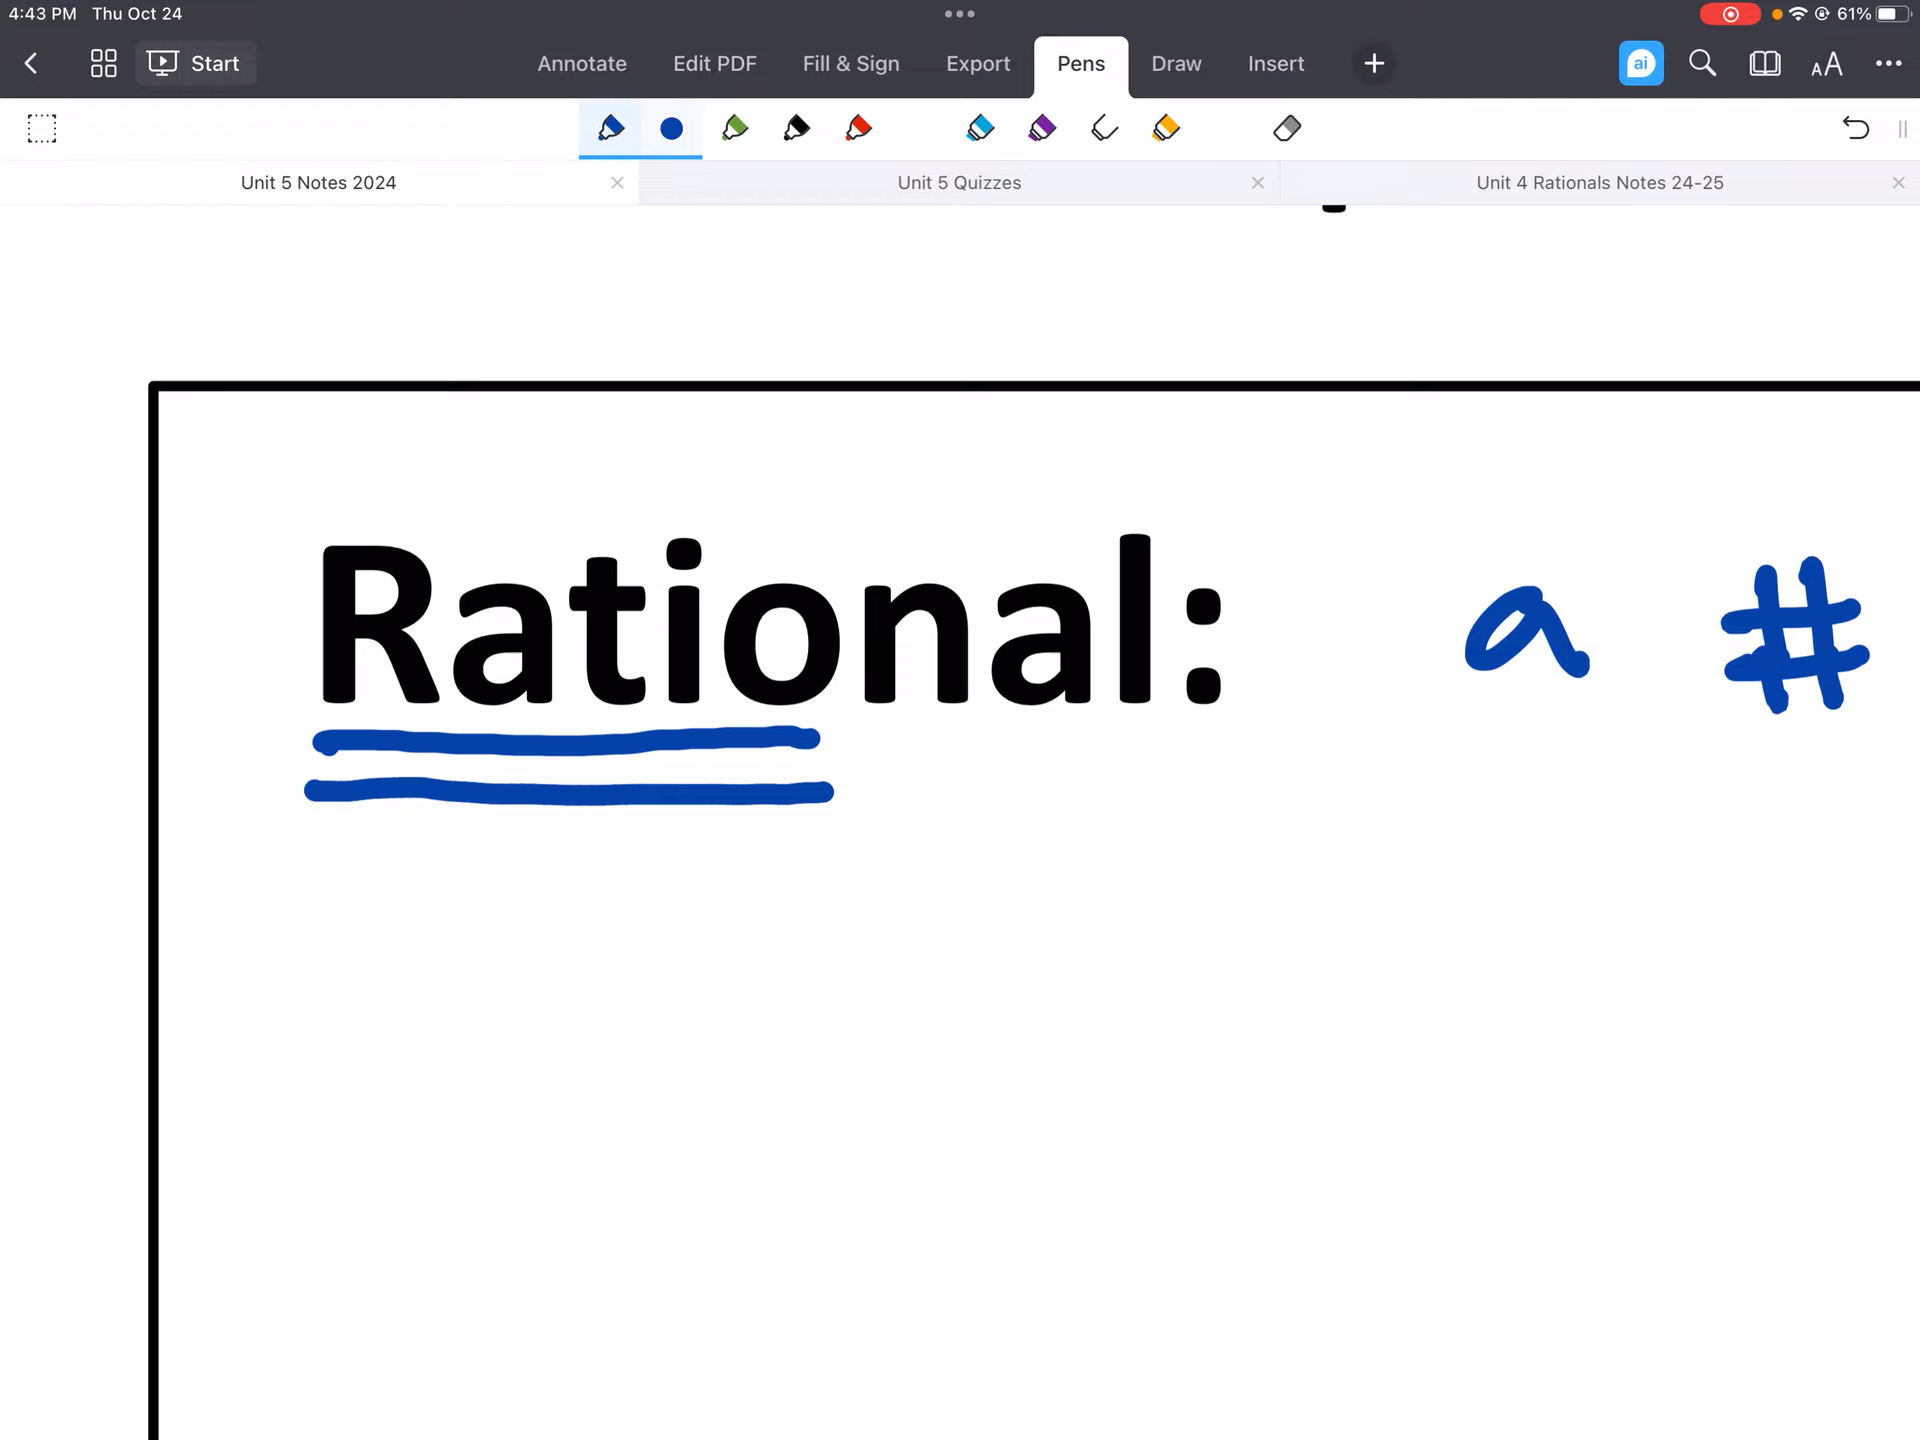 4:43 PM Thu Oct 24 61%
Start Annotate Edit PDF Fill & Sign Export Pens Draw Insert ai AA
Unit 5 Notes 2024 Unit 5 Quizzes Unit 4 Rationals Notes 24-25
Rational: a #